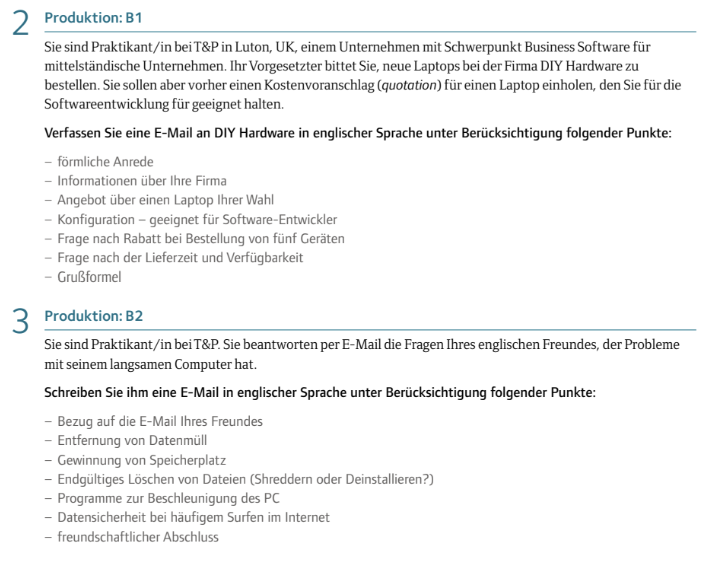 2 Produktion: B1
Sie sind Praktikant/in bei T&P in Luton, UK, einem Unternehmen mit Schwerpunkt Business Software für
mittelständische Unternehmen. Ihr Vorgesetzter bittet Sie, neue Laptops bei der Firma DIY Hardware zu
bestellen. Sie sollen aber vorher einen Kostenvoranschlag (quotation) für einen Laptop einholen, den Sie für die
Softwareentwicklung für geeignet halten.
Verfassen Sie eine E-Mail an DIY Hardware in englischer Sprache unter Berücksichtigung folgender Punkte:
– förmliche Anrede
– Informationen über Ihre Firma
– Angebot über einen Laptop Ihrer Wahl
– Konfiguration – geeignet für Software-Entwickler
– Frage nach Rabatt bei Bestellung von fünf Geräten
– Frage nach der Lieferzeit und Verfügbarkeit
– Grußformel
3 Produktion: B2
Sie sind Praktikant/in bei T&P. Sie beantworten per E-Mail die Fragen Ihres englischen Freundes, der Probleme
mit seinem langsamen Computer hat.
Schreiben Sie ihm eine E-Mail in englischer Sprache unter Berücksichtigung folgender Punkte:
– Bezug auf die E-Mail Ihres Freundes
– Entfernung von Datenmüll
– Gewinnung von Speicherplatz
– Endgültiges Löschen von Dateien (Shreddern oder Deinstallieren?)
– Programme zur Beschleunigung des PC
– Datensicherheit bei häufigem Surfen im Internet
– freundschaftlicher Abschluss